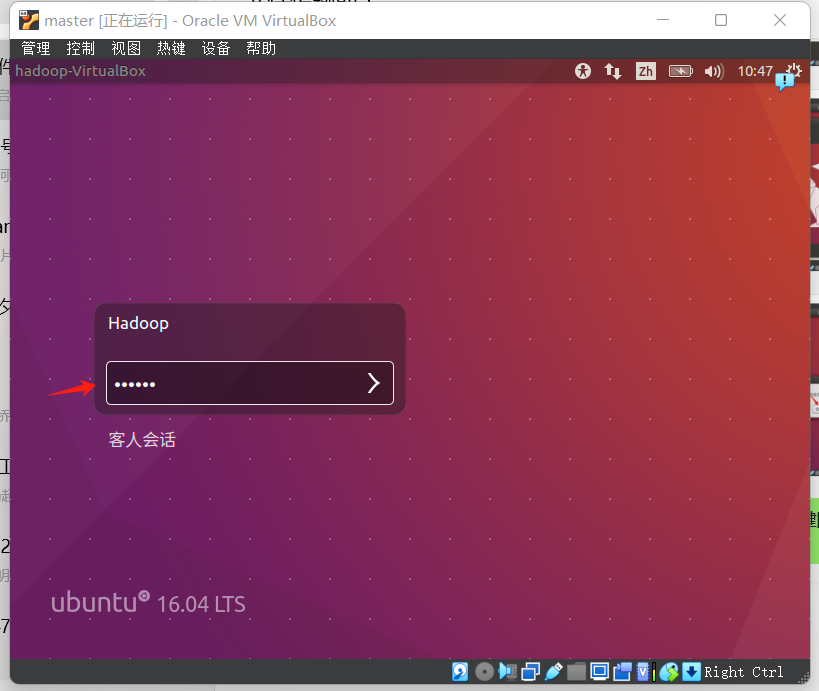 master [正在运行] - Oracle VM VirtualBox
管理 控制 视图 热键 设备 帮助
hadoop-VirtualBox Zh 10:47
Hadoop
••••••
客人会话
ubuntu 16.04 LTS
Right Ctrl